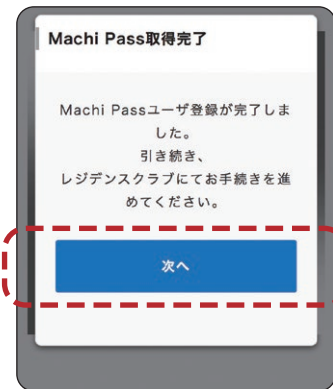 Machi Pass取得完了
Machi Passユーザ登録が完了しま
した。
引き続き、
レジデンスクラブにてお手続きを進
めてください。
次へ